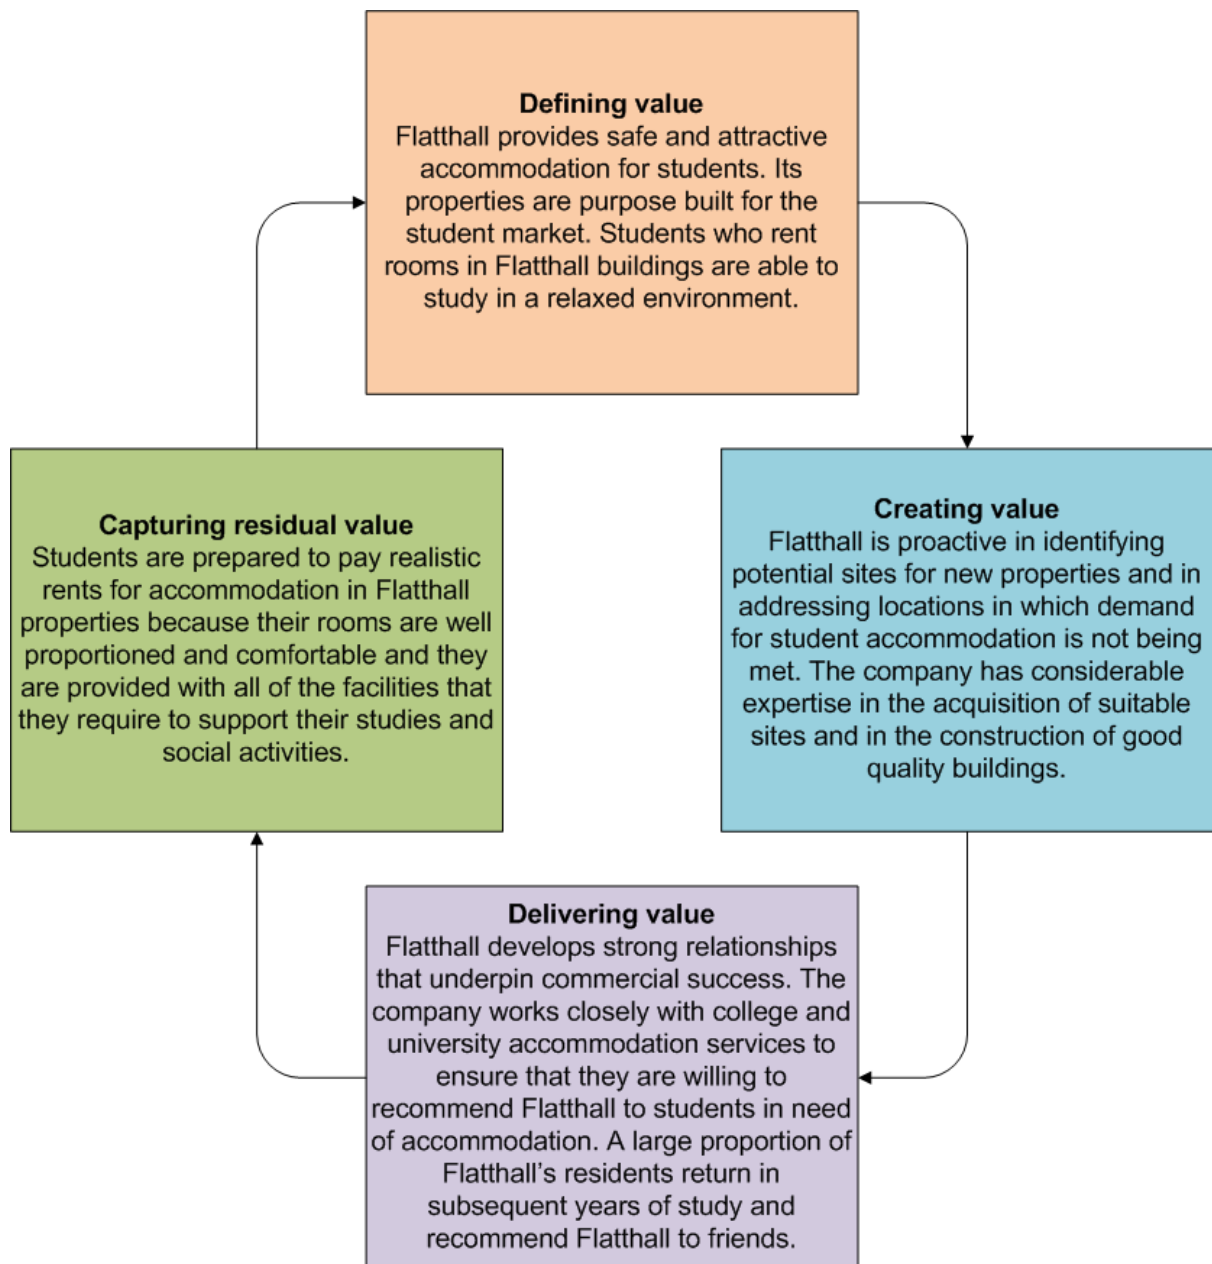 Defining value
Flatthall provides safe and attractive
accommodation for students. Its
properties are purpose built for the
student market. Students who rent
rooms in Flatthall buildings are able to
study in a relaxed environment.
Creating value
Flatthall is proactive in identifying
potential sites for new properties and in
addressing locations in which demand
for student accommodation is not being
met. The company has considerable
expertise in the acquisition of suitable
sites and in the construction of good
quality buildings.
Delivering value
Flatthall develops strong relationships
that underpin commercial success. The
company works closely with college and
university accommodation services to
ensure that they are willing to
recommend Flatthall to students in need
of accommodation. A large proportion of
Flatthall’s residents return in
subsequent years of study and
recommend Flatthall to friends.
Capturing residual value
Students are prepared to pay realistic
rents for accommodation in Flatthall
properties because their rooms are well
proportioned and comfortable and they
are provided with all of the facilities that
they require to support their studies and
social activities.